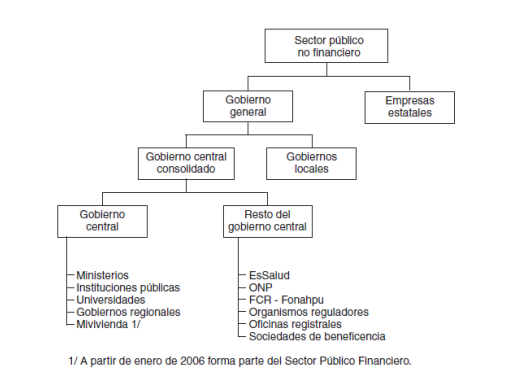 Sector público
no financiero
Gobierno
general
Empresas
estatales
Gobierno central
consolidado
Gobiernos
locales
Gobierno
central
Resto del
gobierno central
Ministerios
Instituciones públicas
Universidades
Gobiernos regionales
Mivivienda 1/
EsSalud
ONP
FCR - Fonahpu
Organismos reguladores
Oficinas registrales
Sociedades de beneficencia
1/ A partir de enero de 2006 forma parte del Sector Público Financiero.